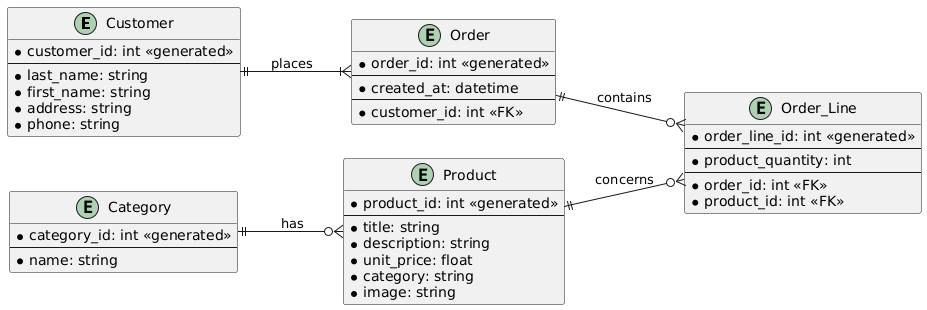 E Customer
* customer_id: int «generated»
* last_name: string
* first_name: string
* address: string
* phone: string
places
E Order
* order_id: int «generated»
* created_at: datetime
* customer_id: int «FK»
contains
E Order_Line
* order_line_id: int «generated»
* product_quantity: int
* order_id: int «FK»
* product_id: int «FK»
E Category
* category_id: int «generated»
* name: string
has
E Product
* product_id: int «generated»
* title: string
* description: string
* unit_price: float
* category: string
* image: string
concerns